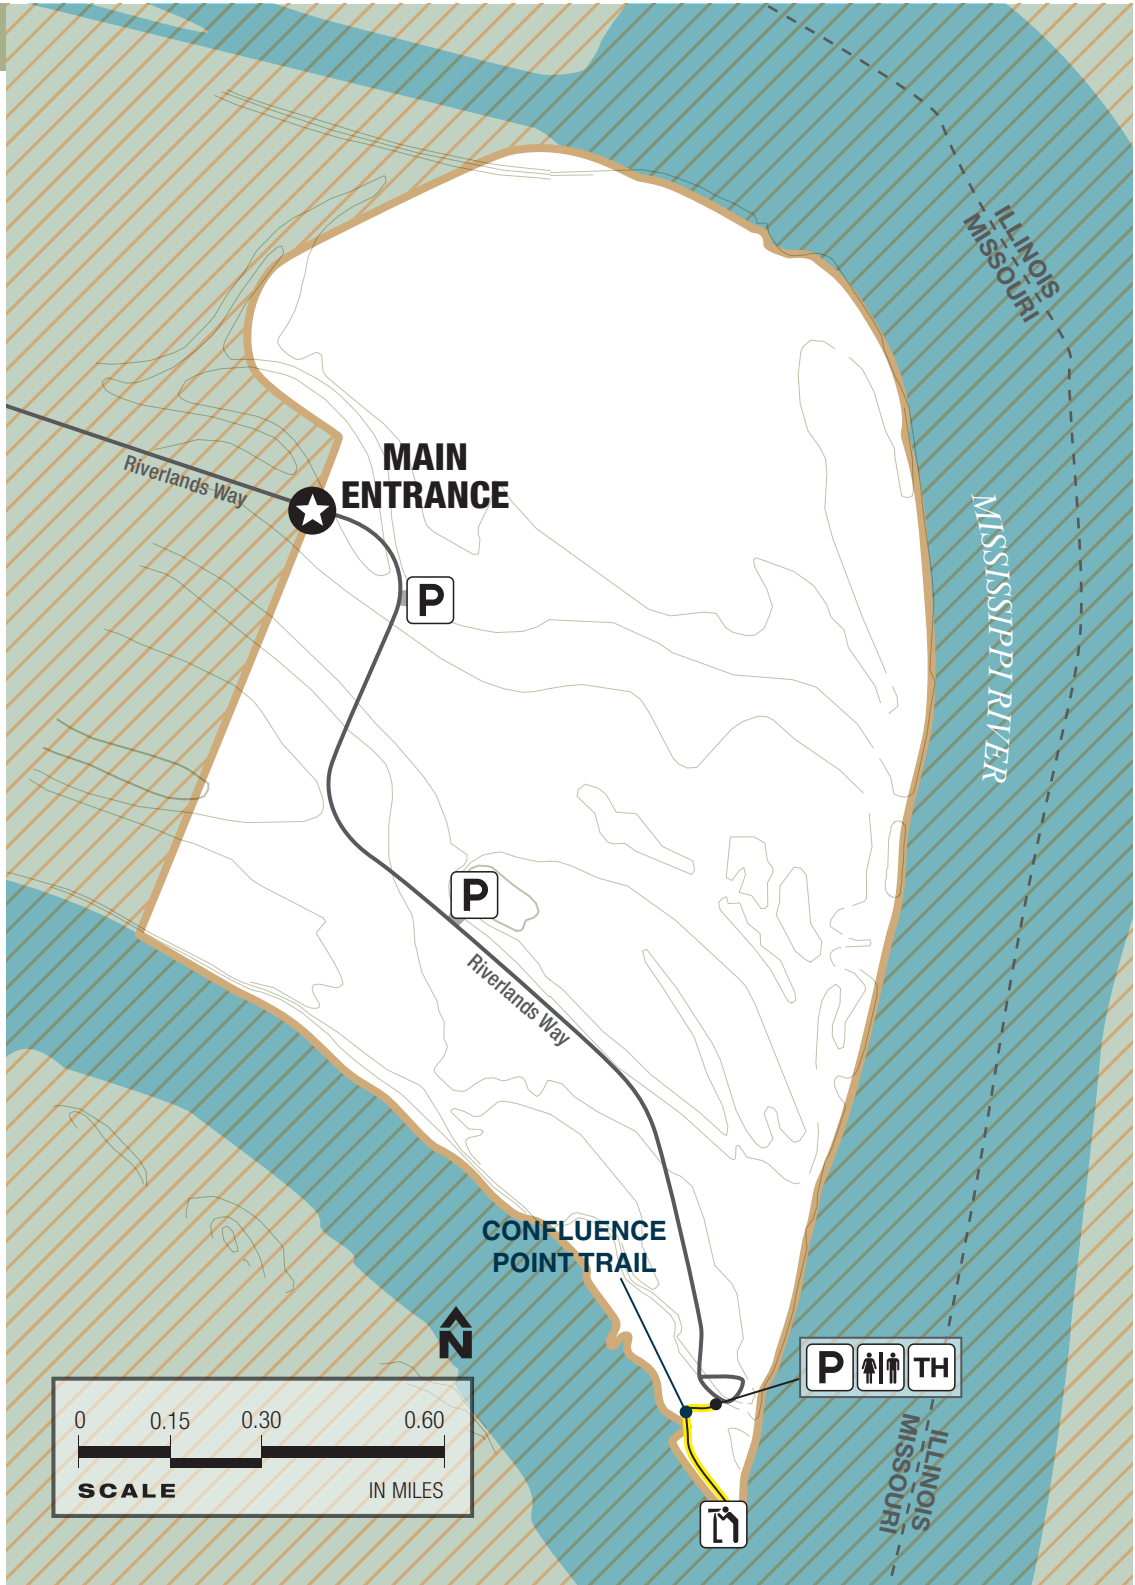 ILLINOIS
MISSOURI
MAIN
ENTRANCE
Riverlands Way
P
MISSISSIPPI RIVER
P
Riverlands Way
CONFLUENCE
POINT TRAIL
N
P TH
0 0.15 0.30 0.60
SCALE IN MILES
ILLINOIS
MISSOURI